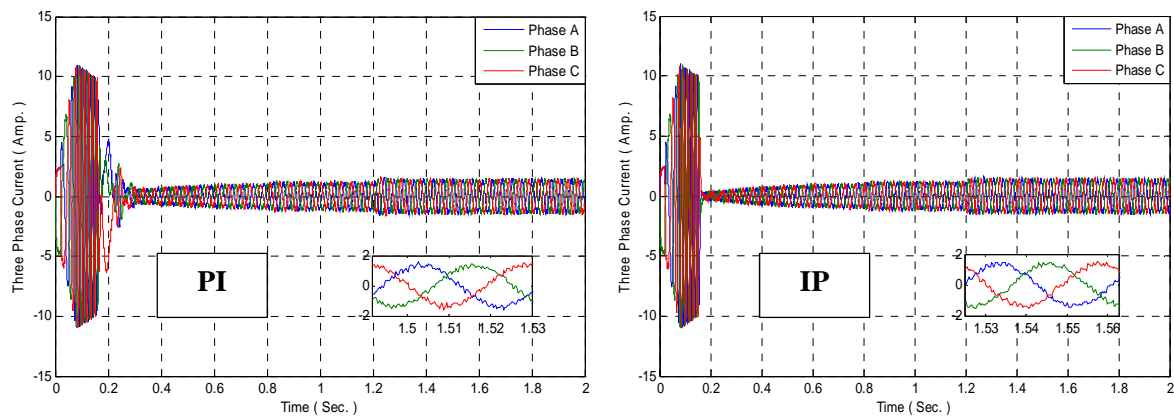 15
10
5
0
-5
-10
-15
Three Phase Current ( Amp. )
Phase A
Phase B
Phase C
PI
2
0
-2
1.5 1.51 1.52 1.53
0 0.2 0.4 0.6 0.8 1 1.2 1.4 1.6 1.8 2
Time ( Sec. )
15
10
5
0
-5
-10
-15
Three Phase Current ( Amp. )
Phase A
Phase B
Phase C
IP
2
0
-2
1.53 1.54 1.55 1.56
0 0.2 0.4 0.6 0.8 1 1.2 1.4 1.6 1.8 2
Time ( Sec. )